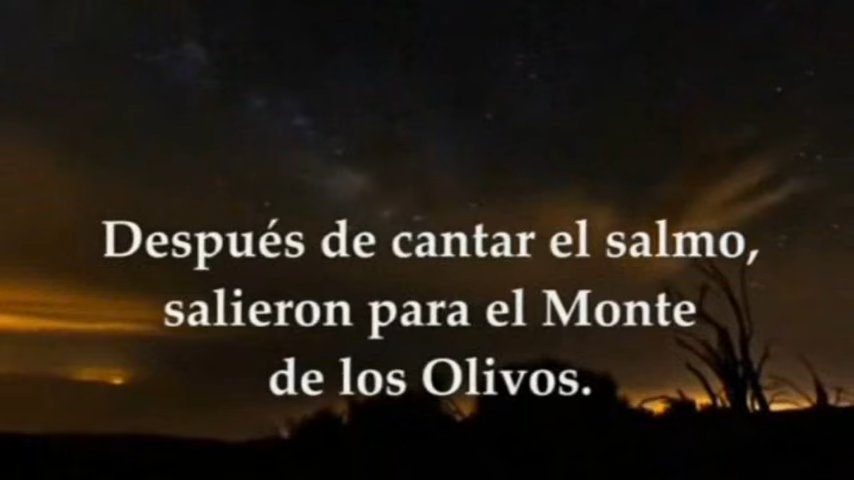 Después de cantar el salmo,
salieron para el Monte
de los Olivos.